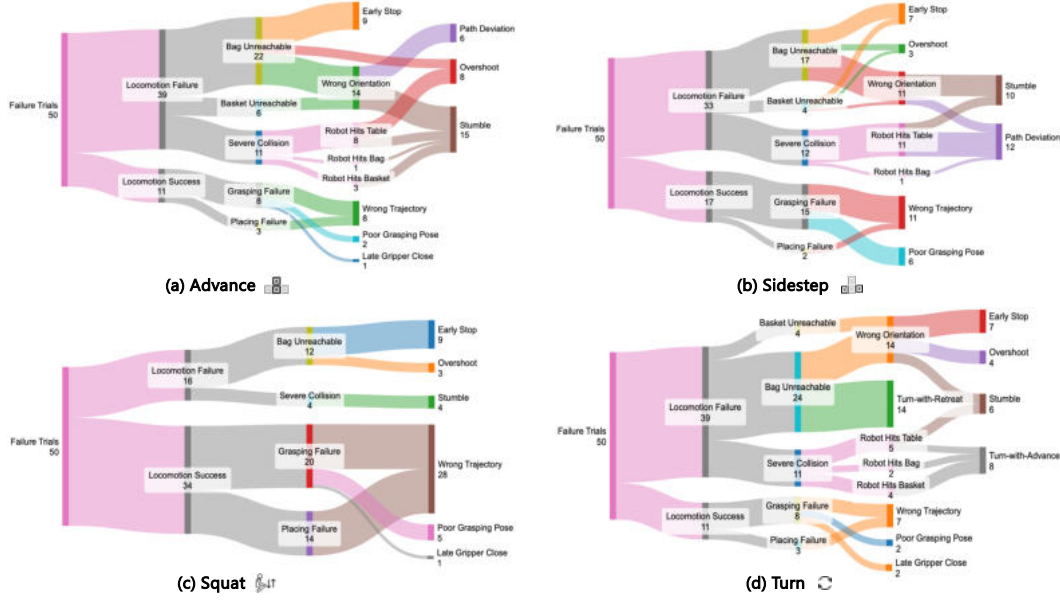 Failure Trials
50
Locomotion Failure
39
Locomotion Success
11
Bag Unreachable
22
Basket Unreachable
6
Severe Collision
11
Grasping Failure
8
Placing Failure
3
Early Stop
9
Wrong Orientation
14
Robot Hits Table
8
Robot Hits Bag
1
Robot Hits Basket
3
Wrong Trajectory
8
Poor Grasping Pose
2
Late Gripper Close
1
Path Deviation
6
Overshoot
8
Stumble
15
(a) Advance
Failure Trials
50
Locomotion Failure
33
Locomotion Success
17
Bag Unreachable
17
Basket Unreachable
4
Severe Collision
12
Grasping Failure
15
Placing Failure
2
Early Stop
7
Overshoot
3
Wrong Orientation
11
Robot Hits Table
11
Robot Hits Bag
1
Wrong Trajectory
11
Poor Grasping Pose
6
Stumble
10
Path Deviation
12
(b) Sidestep
Failure Trials
50
Locomotion Failure
16
Locomotion Success
34
Bag Unreachable
12
Severe Collision
4
Grasping Failure
20
Placing Failure
14
Early Stop
9
Overshoot
3
Stumble
4
Wrong Trajectory
28
Poor Grasping Pose
5
Late Gripper Close
1
(c) Squat
Failure Trials
50
Locomotion Failure
39
Locomotion Success
11
Basket Unreachable
4
Bag Unreachable
24
Severe Collision
11
Grasping Failure
8
Placing Failure
3
Wrong Orientation
14
Turn-with-Retreat
14
Robot Hits Table
5
Robot Hits Bag
2
Robot Hits Basket
4
Wrong Trajectory
7
Poor Grasping Pose
2
Late Gripper Close
2
Early Stop
7
Overshoot
4
Stumble
6
Turn-with-Advance
8
(d) Turn